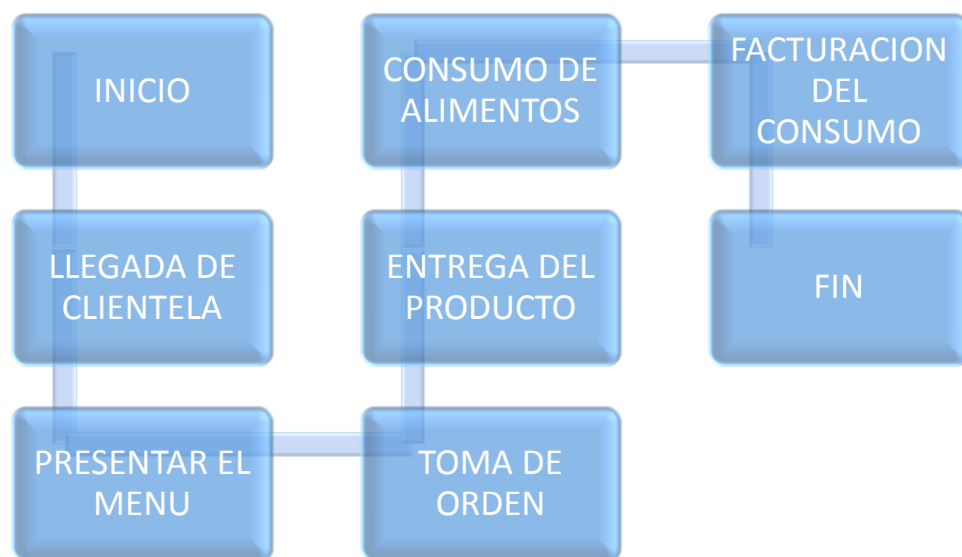 INICIO
LLEGADA DE
CLIENTELA
PRESENTAR EL
MENU
TOMA DE
ORDEN
ENTREGA DEL
PRODUCTO
CONSUMO DE
ALIMENTOS
FACTURACION
DEL
CONSUMO
FIN